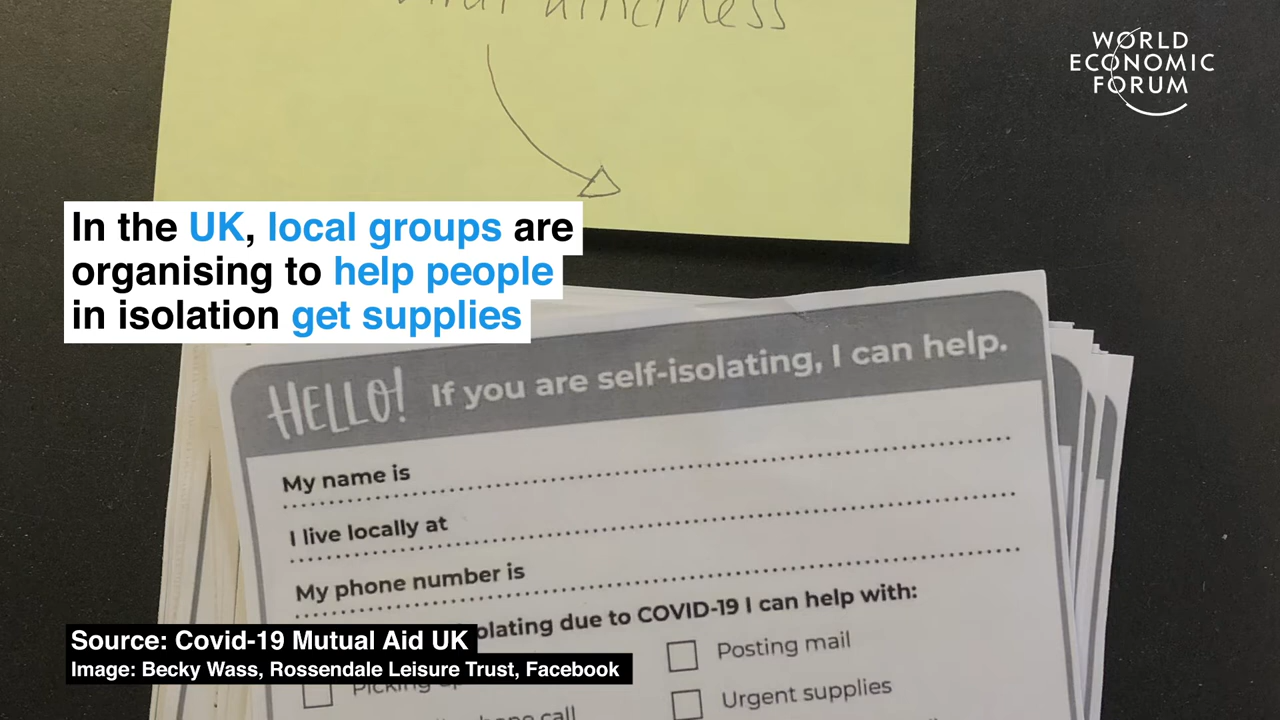 kindness
WORLD
ECONOMIC
FORUM
In the UK, local groups are
organising to help people
in isolation get supplies
HELLO! If you are self-isolating, I can help.
My name is
I live locally at
My phone number is
olating due to COVID-19 I can help with:
Posting mail
Picking
Urgent supplies
call
Source: Covid-19 Mutual Aid UK
Image: Becky Wass, Rossendale Leisure Trust, Facebook